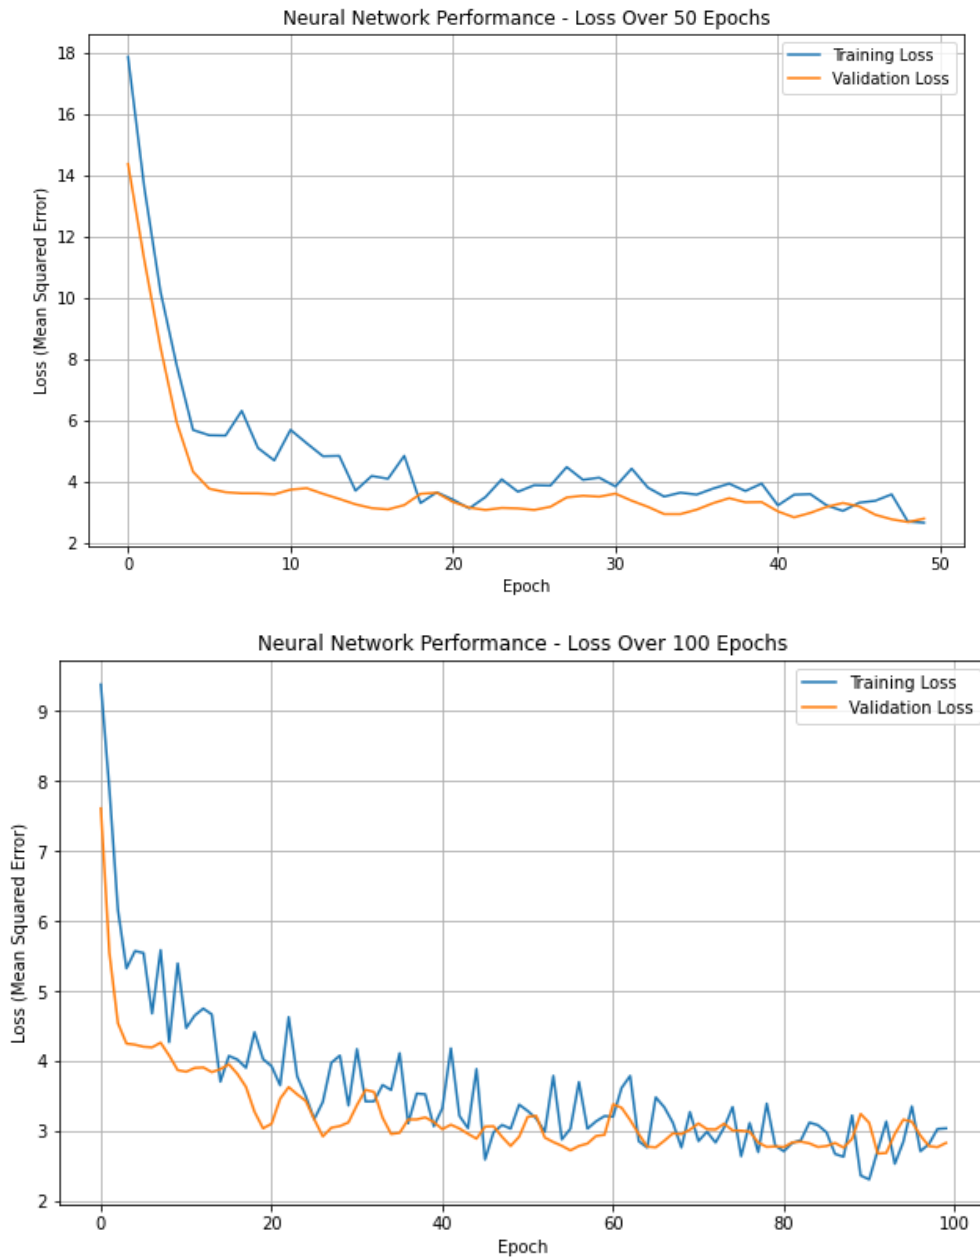 Neural Network Performance - Loss Over 50 Epochs
Training Loss
Validation Loss
Loss (Mean Squared Error)
18
16
14
12
10
8
6
4
2
0
10
20
30
40
50
Epoch
Neural Network Performance - Loss Over 100 Epochs
Training Loss
Validation Loss
Loss (Mean Squared Error)
9
8
7
6
5
4
3
2
0
20
40
60
80
100
Epoch